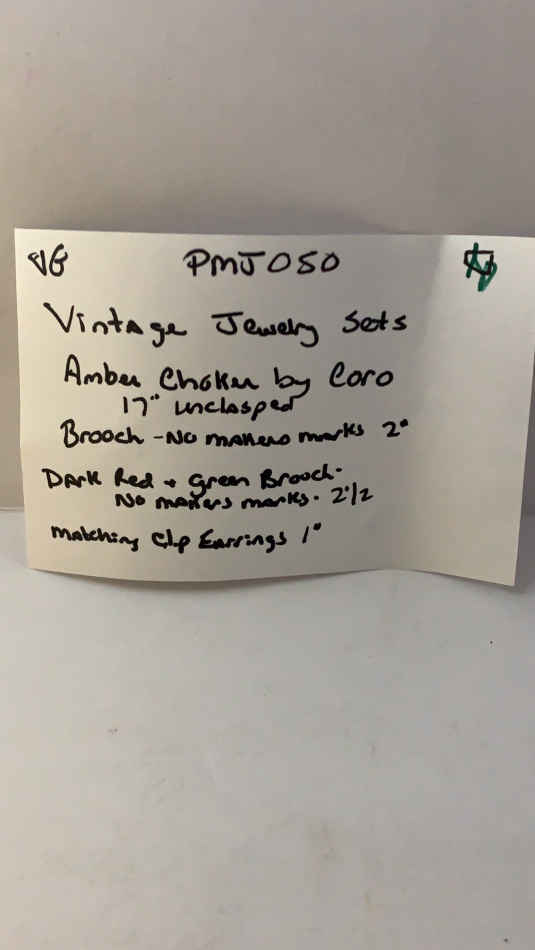 VG PMJ050
Vintage Jewelry Sets
Amber Choker by Coro
17" unclasped
Brooch - No makers marks 2"
Dark Red + Green Brooch -
No makers marks. 2 1/2
Matching Clip Earrings 1"